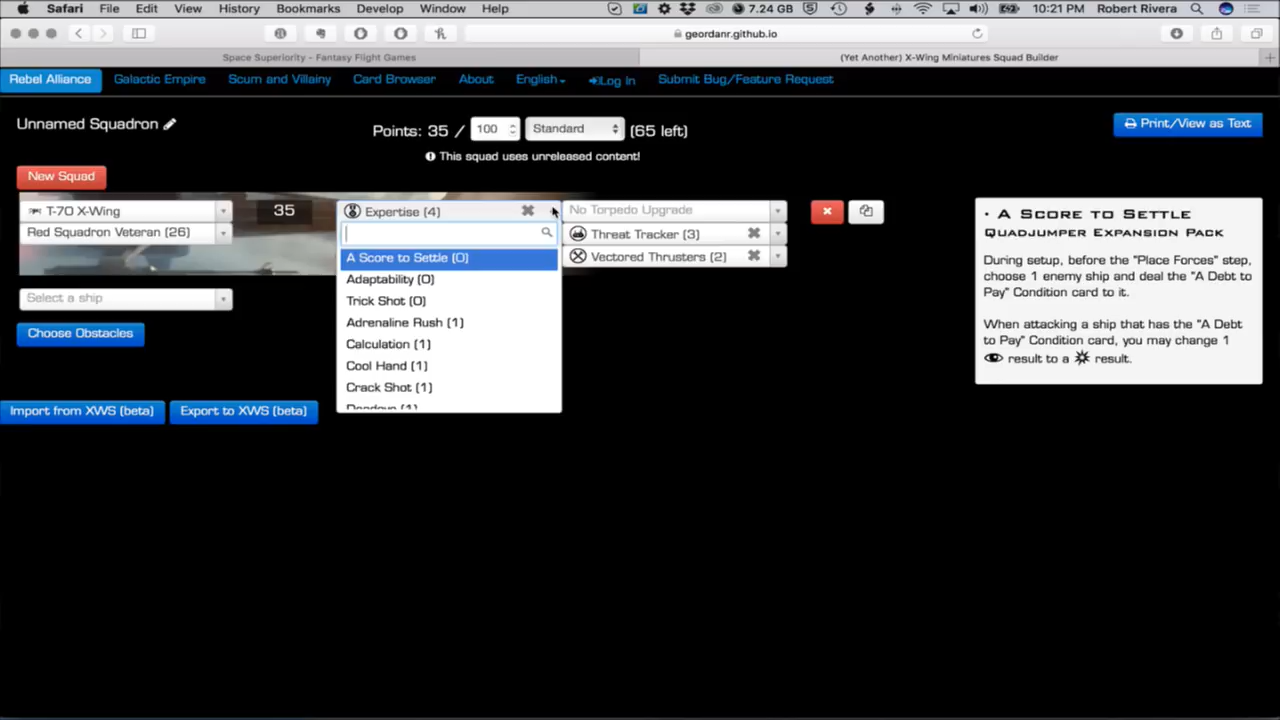 Safari File Edit View History Bookmarks Develop Window Help 7.24 GB 10:21 PM Robert Rivera
geordanr.github.io
Space Superiority - Fantasy Flight Games
(Yet Another) X-Wing Miniatures Squad Builder
Rebel Alliance Galactic Empire Scum and Villainy Card Browser About English Log In Submit Bug/Feature Request
Unnamed Squadron
Points: 35 / 100 Standard (65 left)
Print/View as Text
This squad uses unreleased content!
New Squad
T-70 X-Wing 35 Expertise (4) No Torpedo Upgrade
Red Squadron Veteran (26) Threat Tracker (3)
Vectored Thrusters (2)
A Score to Settle (0)
Adaptability (0)
Trick Shot (0)
Adrenaline Rush (1)
Calculation (1)
Cool Hand (1)
Crack Shot (1)
Deadeye (1)
Select a ship
Choose Obstacles
Import from XWS (beta) Export to XWS (beta)
· A Score to Settle
Quadjumper Expansion Pack
During setup, before the "Place Forces" step,
choose 1 enemy ship and deal the "A Debt
to Pay" Condition card to it.
When attacking a ship that has the "A Debt
to Pay" Condition card, you may change 1
result to a result.